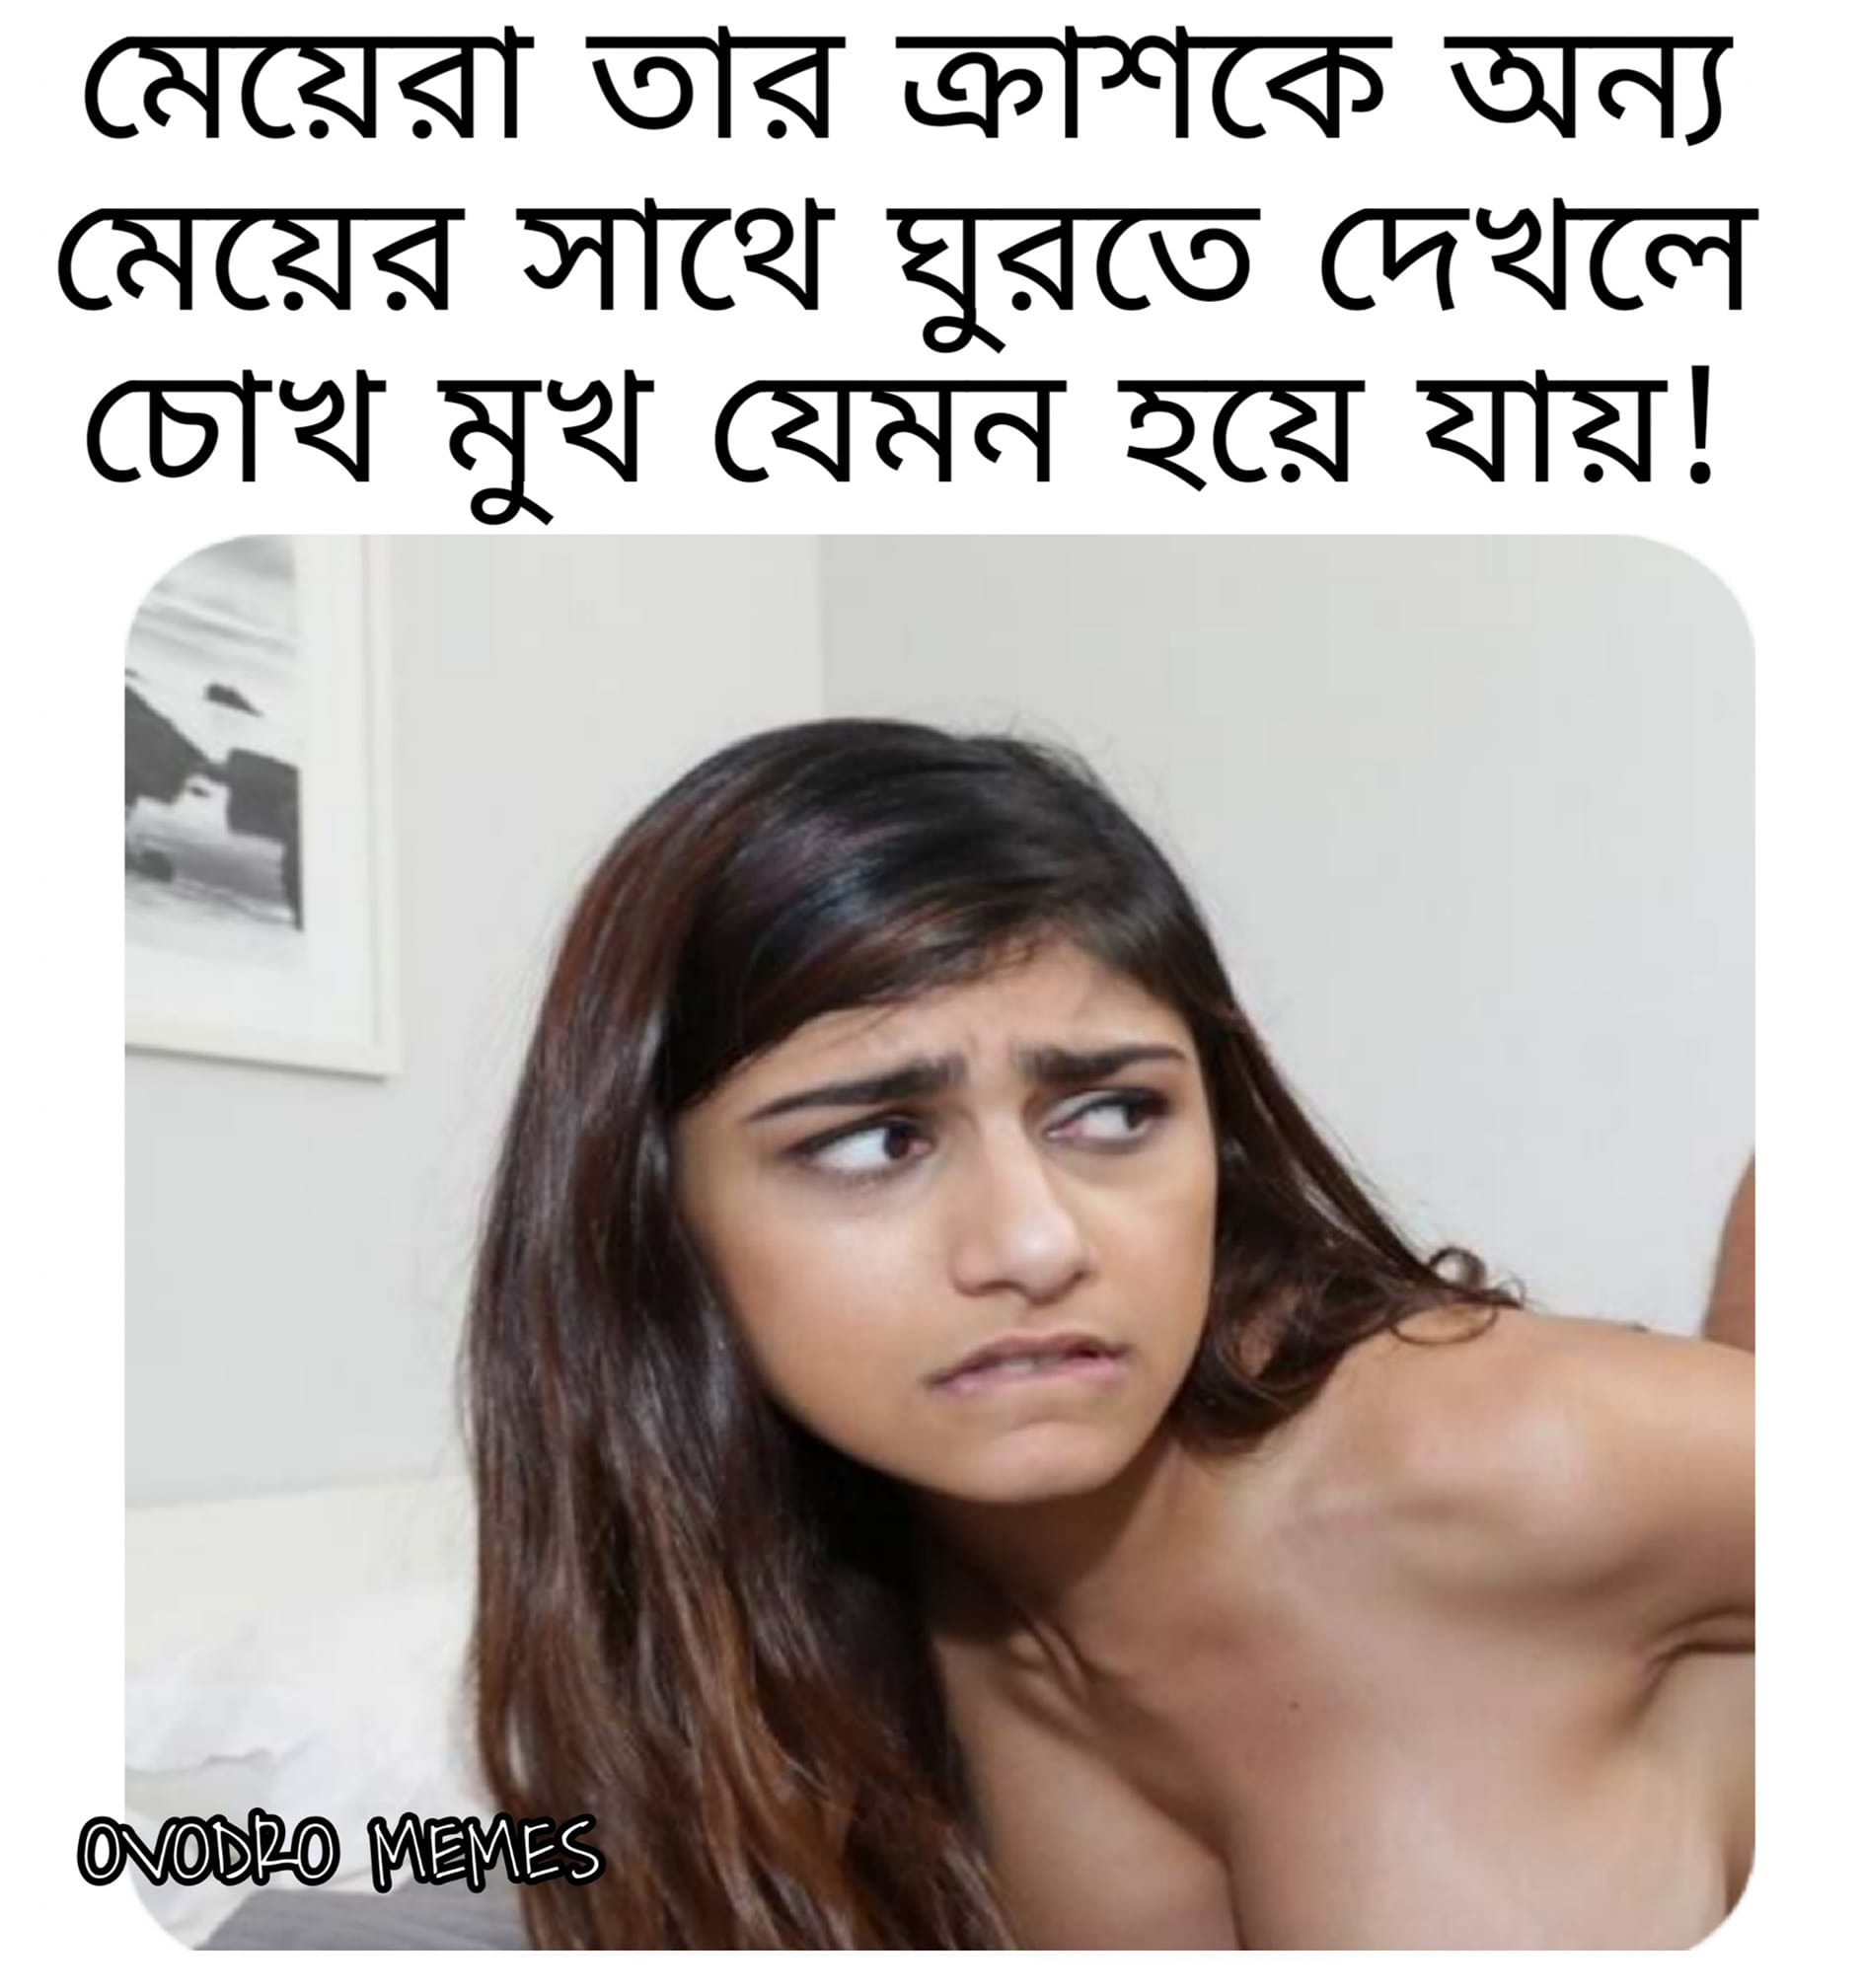 মেয়েরা তার ক্রাশকে অন্য
মেয়ের সাথে ঘুরতে দেখলে
চোখ মুখ যেমন হয়ে যায়!
OVODRO MEMES